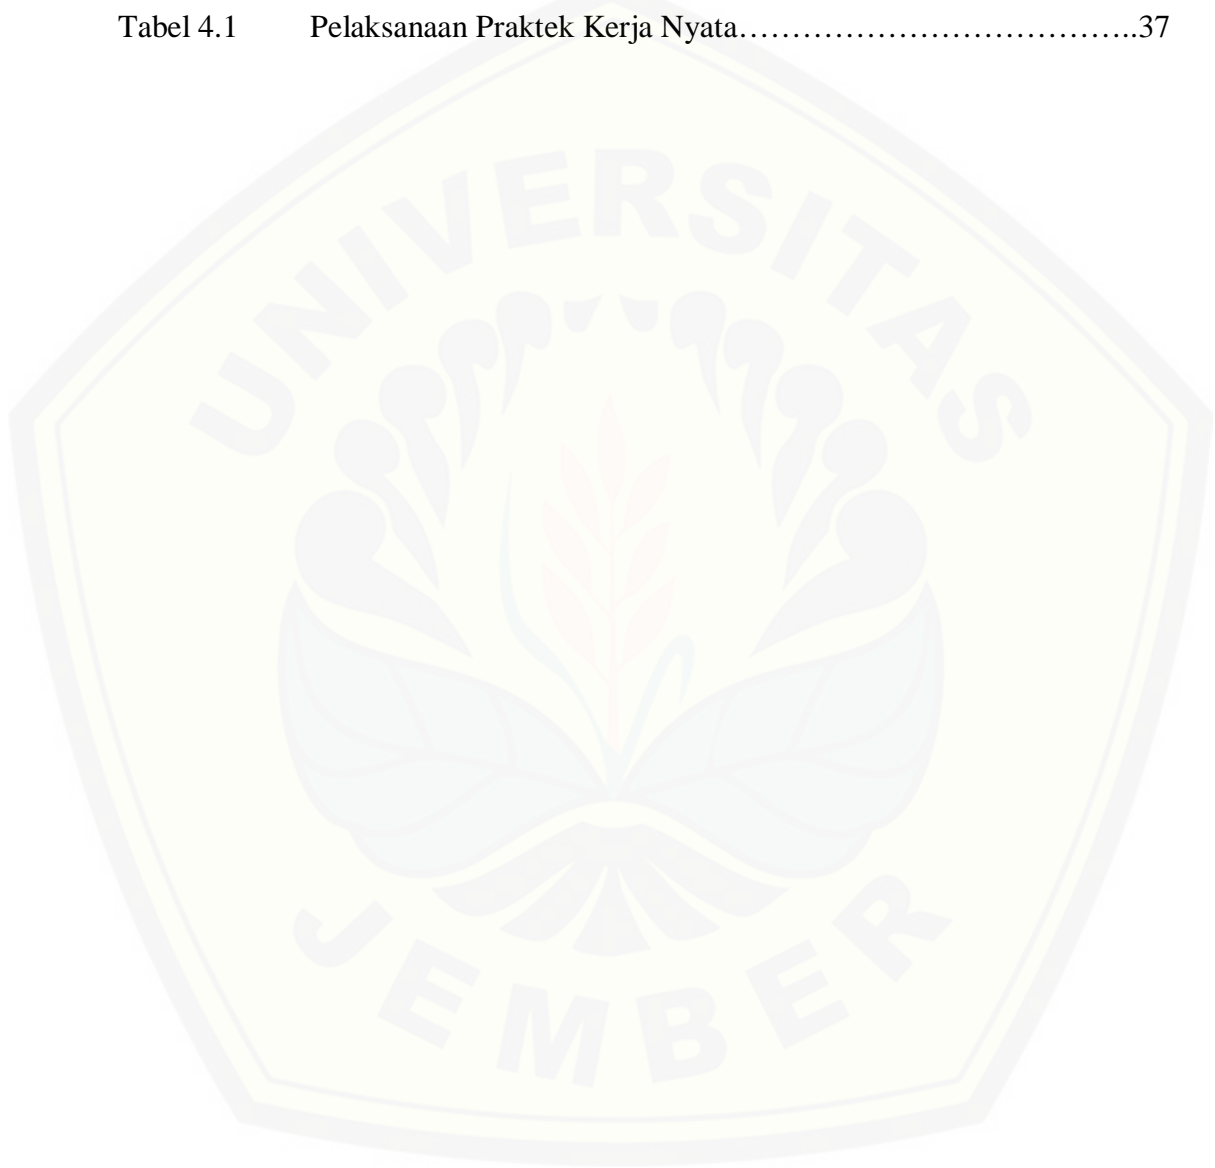 Tabel 4.1 Pelaksanaan Praktek Kerja Nyata………………………………..37
UNIVERSITAS
JEMBER